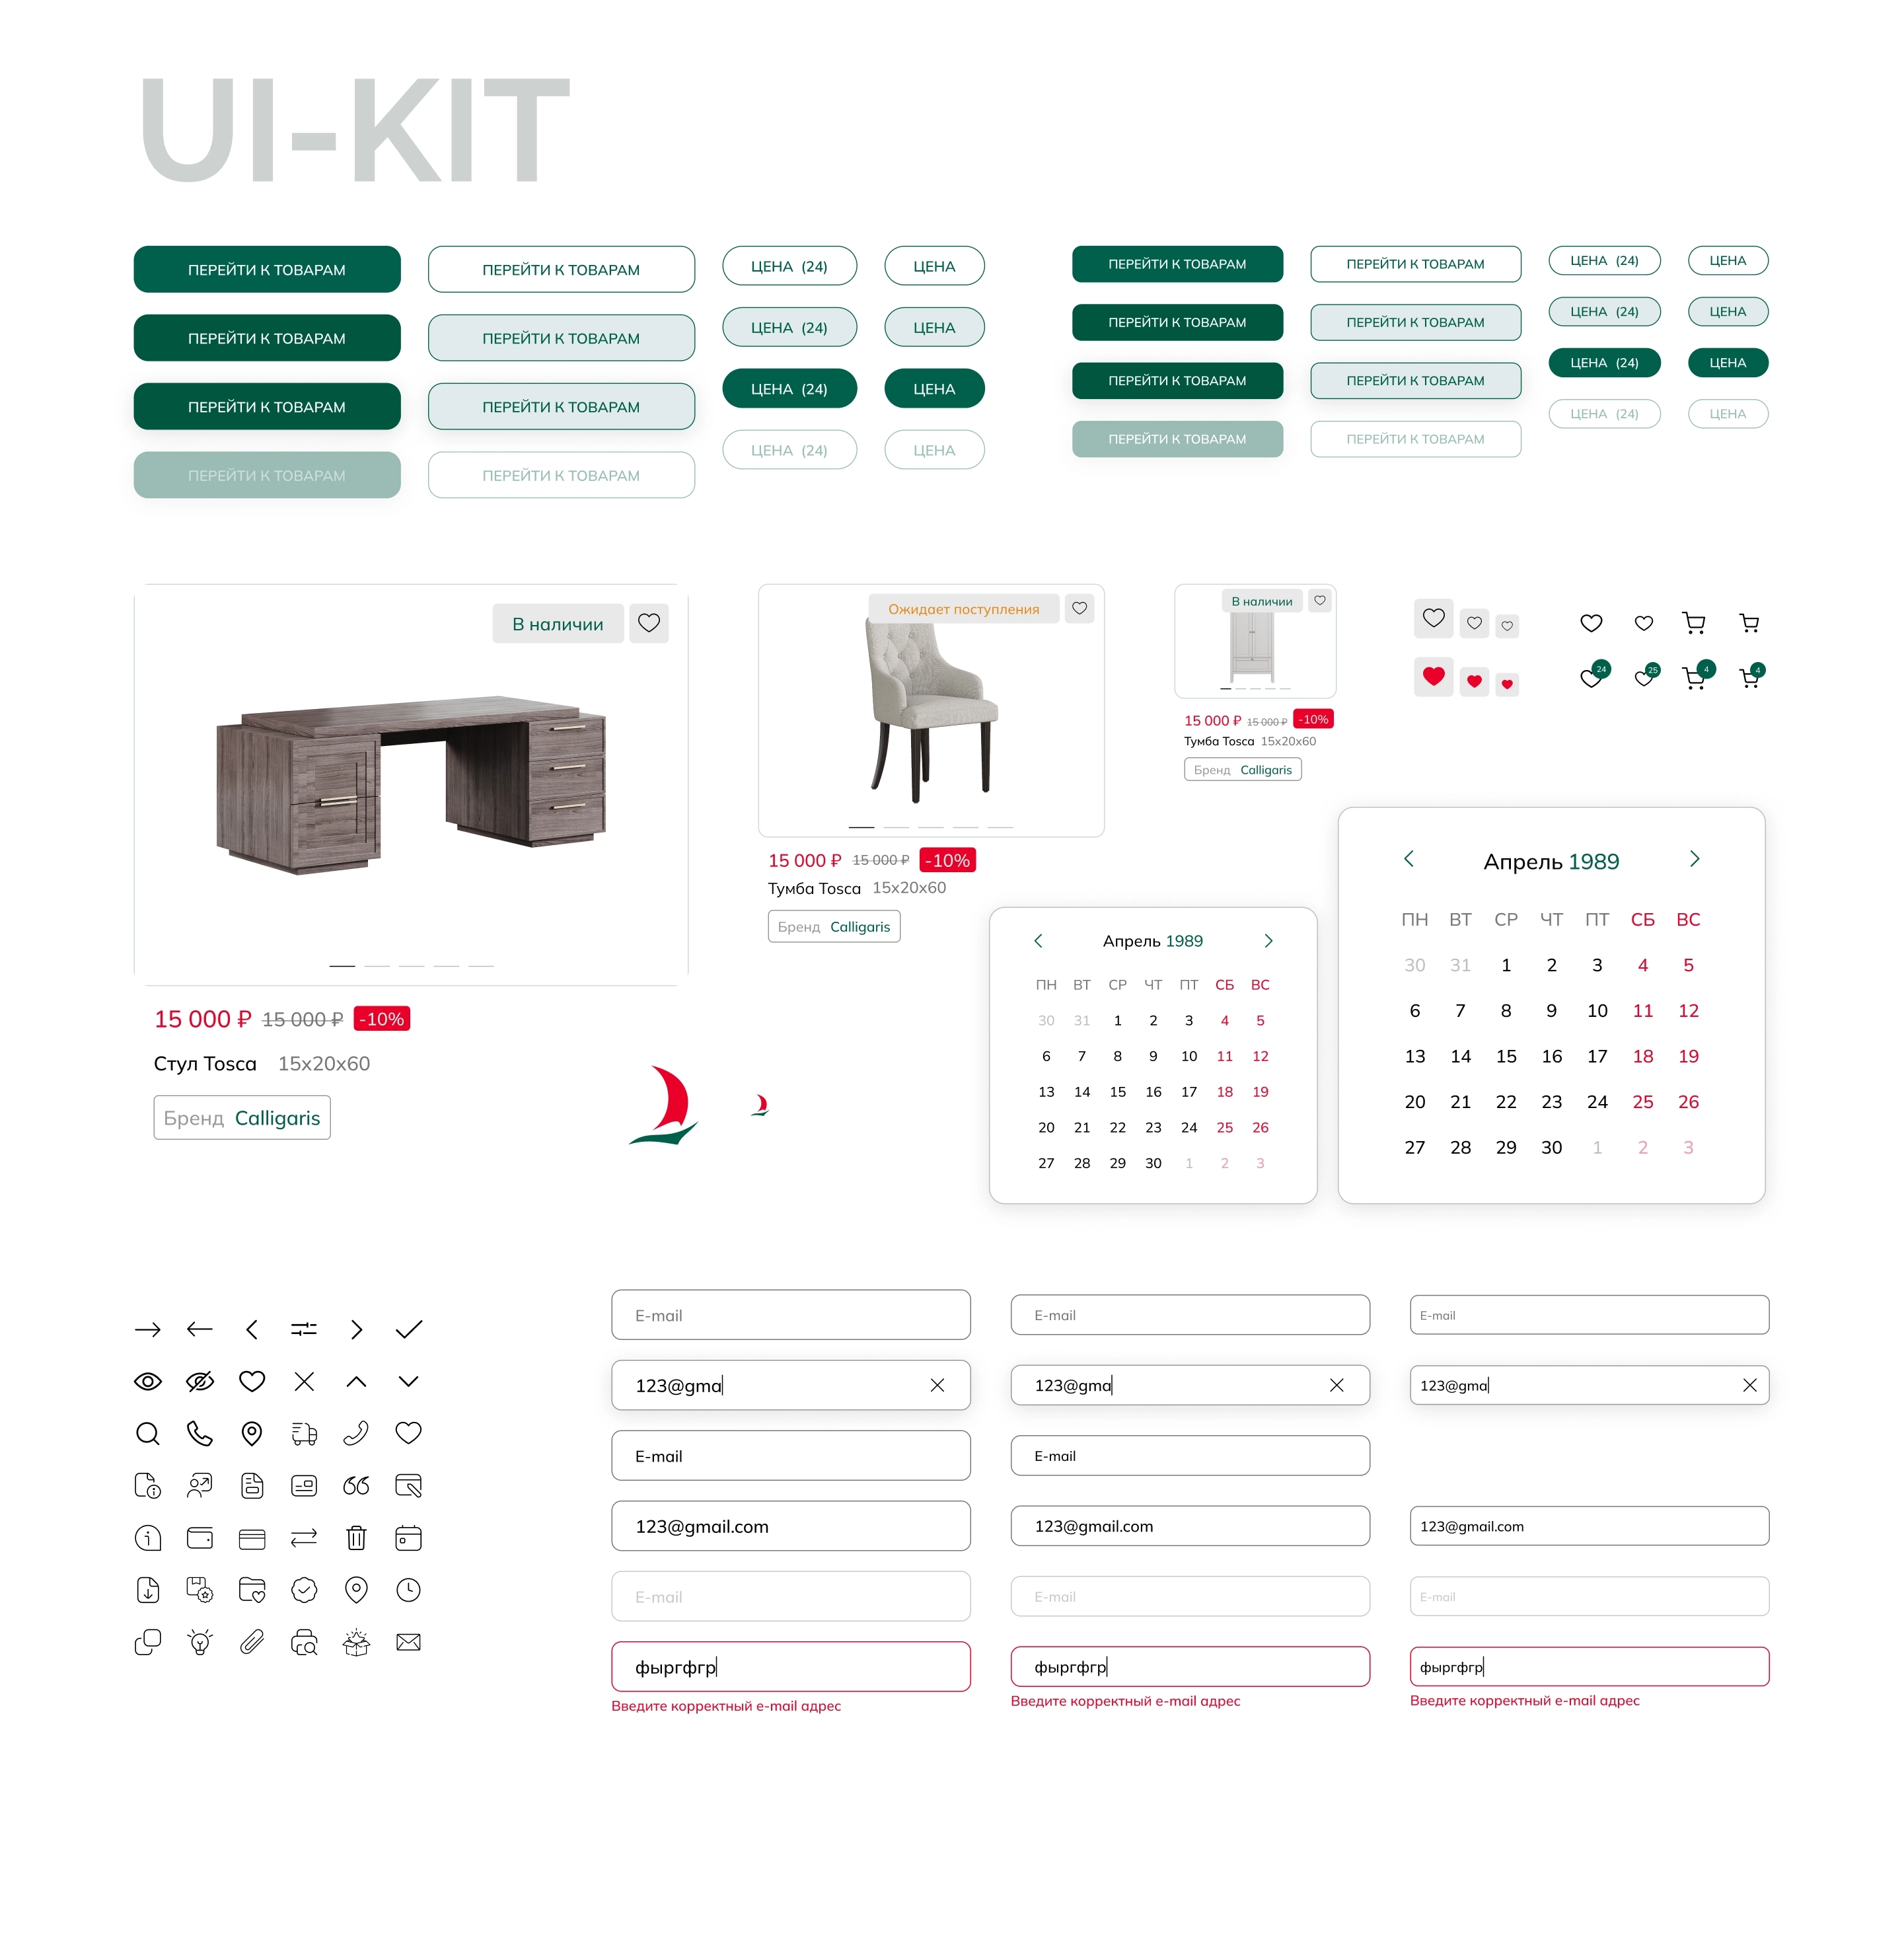 UI-KIT
ПЕРЕЙТИ К ТОВАРАМ ПЕРЕЙТИ К ТОВАРАМ ЦЕНА (24) ЦЕНА ПЕРЕЙТИ К ТОВАРАМ ПЕРЕЙТИ К ТОВАРАМ ЦЕНА (24) ЦЕНА
ПЕРЕЙТИ К ТОВАРАМ ПЕРЕЙТИ К ТОВАРАМ ЦЕНА (24) ЦЕНА ПЕРЕЙТИ К ТОВАРАМ ПЕРЕЙТИ К ТОВАРАМ ЦЕНА (24) ЦЕНА
ПЕРЕЙТИ К ТОВАРАМ ПЕРЕЙТИ К ТОВАРАМ ЦЕНА (24) ЦЕНА ПЕРЕЙТИ К ТОВАРАМ ПЕРЕЙТИ К ТОВАРАМ ЦЕНА (24) ЦЕНА
ПЕРЕЙТИ К ТОВАРАМ ПЕРЕЙТИ К ТОВАРАМ ЦЕНА (24) ЦЕНА ПЕРЕЙТИ К ТОВАРАМ ПЕРЕЙТИ К ТОВАРАМ ЦЕНА (24) ЦЕНА
В наличии
15 000 ₽ 15 000 ₽ -10%
Стул Tosca 15x20x60
Бренд Calligaris
Ожидает поступления
15 000 ₽ 15 000 ₽ -10%
Тумба Tosca 15x20x60
Бренд Calligaris
В наличии
15 000 ₽ 15 000 ₽ -10%
Тумба Tosca 15x20x60
Бренд Calligaris
24 25 4 4
Апрель 1989
ПН ВТ СР ЧТ ПТ СБ ВС
30 31 1 2 3 4 5
6 7 8 9 10 11 12
13 14 15 16 17 18 19
20 21 22 23 24 25 26
27 28 29 30 1 2 3
Апрель 1989
ПН ВТ СР ЧТ ПТ СБ ВС
30 31 1 2 3 4 5
6 7 8 9 10 11 12
13 14 15 16 17 18 19
20 21 22 23 24 25 26
27 28 29 30 1 2 3
E-mail E-mail E-mail
123@gma 123@gma 123@gma
E-mail E-mail
123@gmail.com 123@gmail.com 123@gmail.com
E-mail E-mail E-mail
фыргфгр фыргфгр фыргфгр
Введите корректный e-mail адрес Введите корректный e-mail адрес Введите корректный e-mail адрес